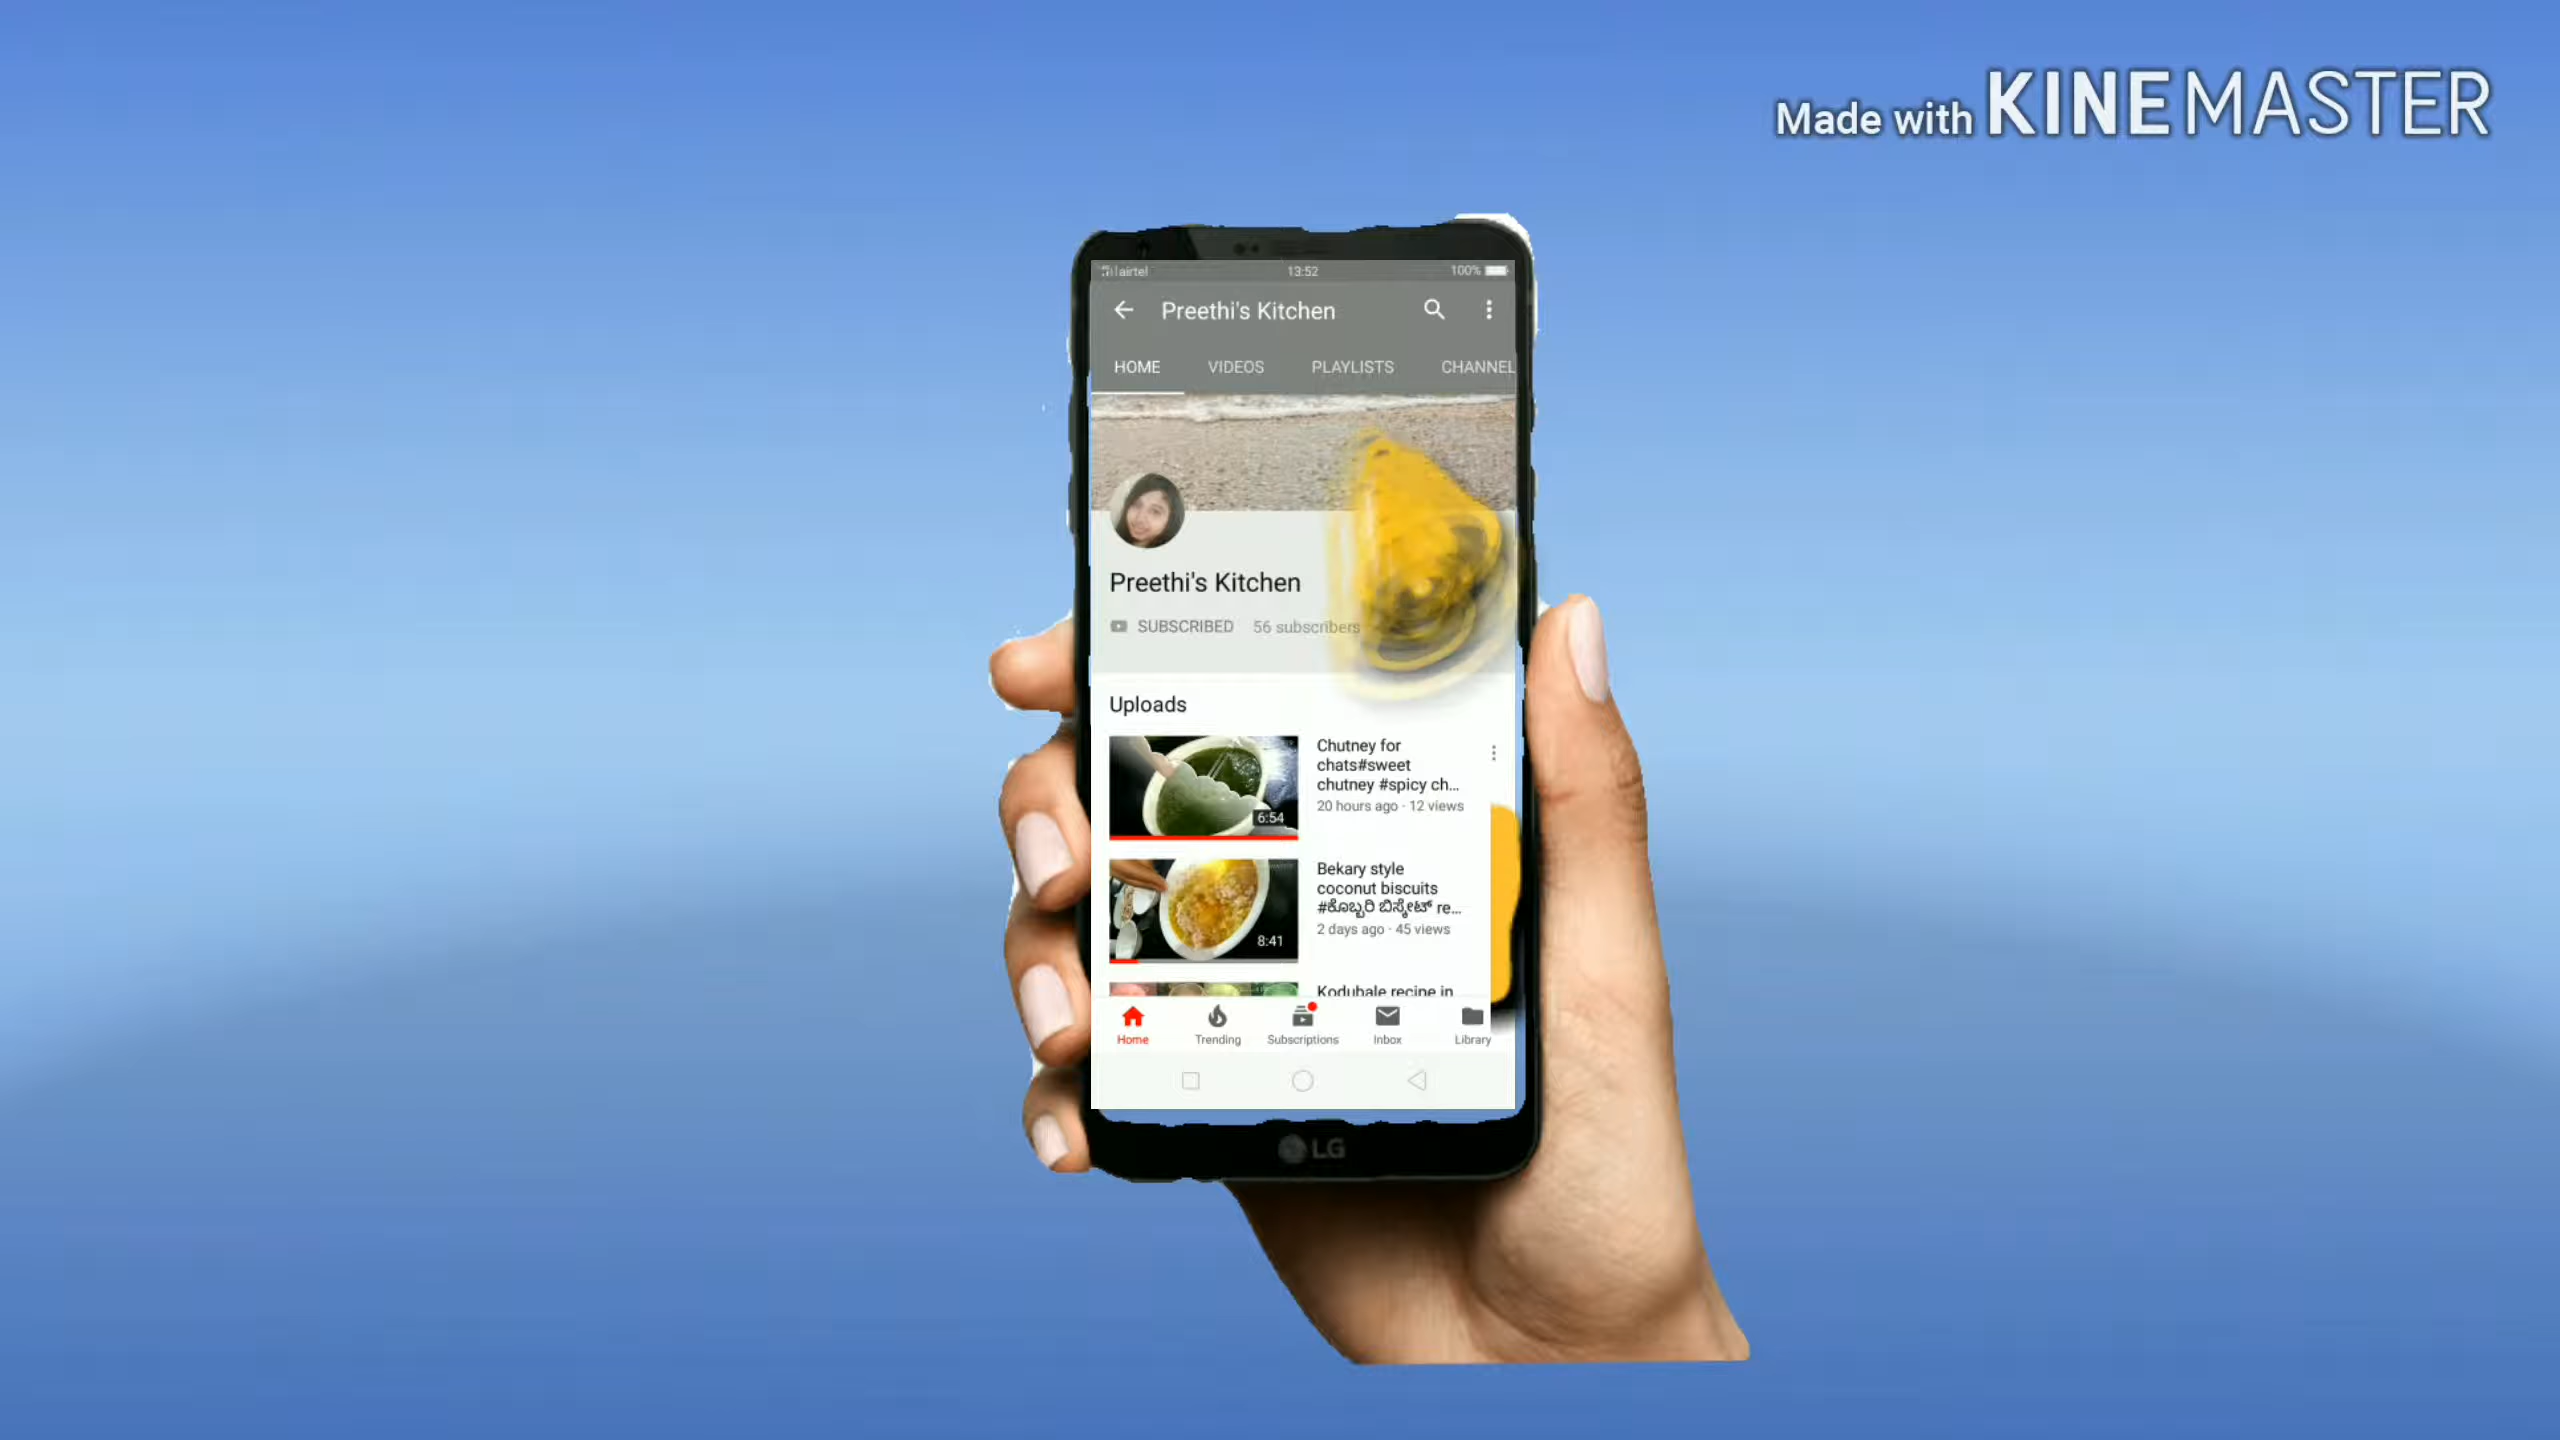 Made with KINEMASTER
airtel 13:52 100%
Preethi's Kitchen
HOME VIDEOS PLAYLISTS CHANNEL
Preethi's Kitchen
SUBSCRIBED 56 subscribers
Uploads
Chutney for
chats#sweet
chutney #spicy ch...
20 hours ago · 12 views
6:54
Bekary style
coconut biscuits
#ಕೊಬ್ಬರಿ ಬಿಸ್ಕೇಟ್ re...
2 days ago · 45 views
8:41
Kodubale recipe in
Home Trending Subscriptions Inbox Library
LG